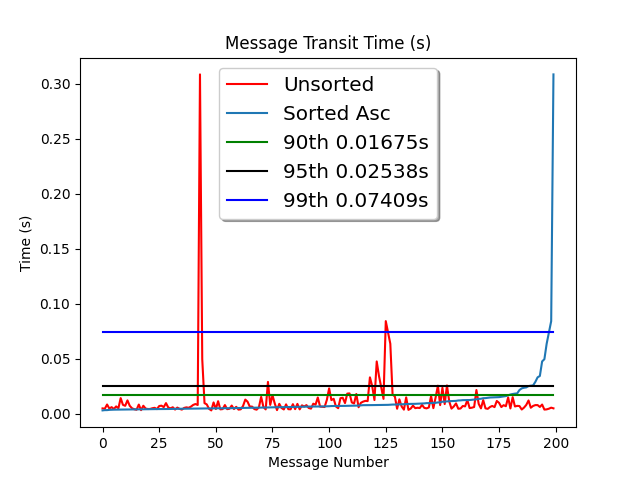 Message Transit Time (s)
Unsorted
Sorted Asc
90th 0.01675s
95th 0.02538s
99th 0.07409s
Time (s)
0.30
0.25
0.20
0.15
0.10
0.05
0.00
0 25 50 75 100 125 150 175 200
Message Number